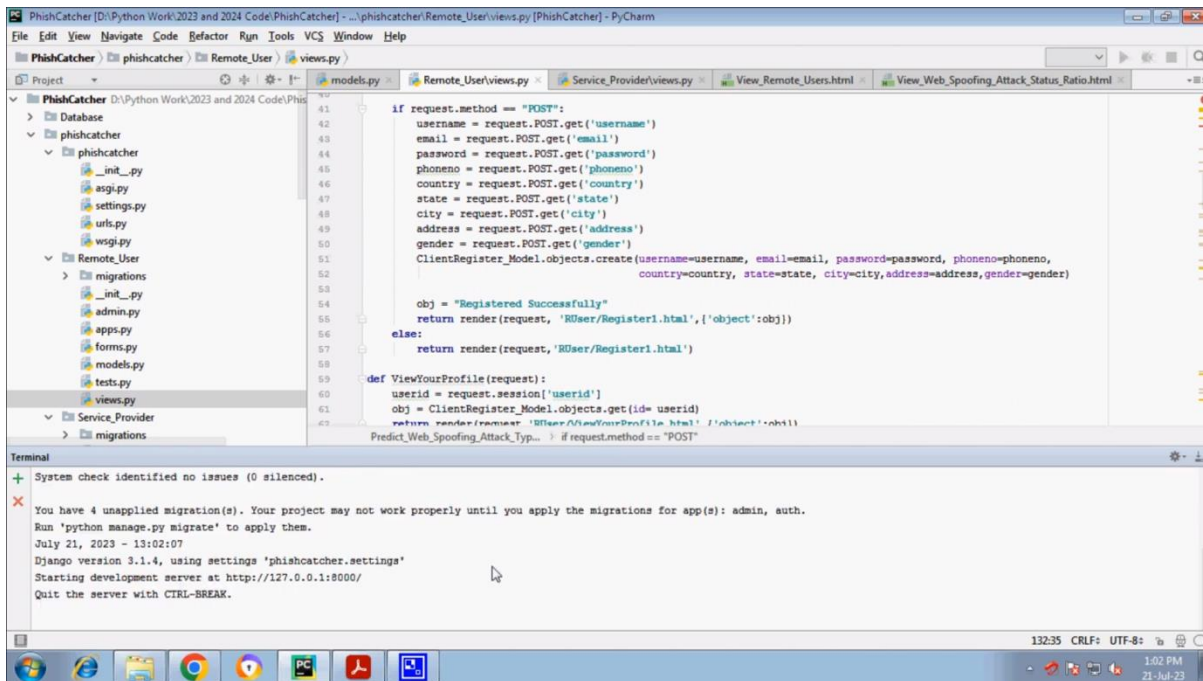 PhishCatcher [D:\Python Work\2023 and 2024 Code\PhishCatcher] - ...\phishcatcher\Remote_User\views.py [PhishCatcher] - PyCharm
File Edit View Navigate Code Refactor Run Tools VCS Window Help
PhishCatcher phishcatcher Remote_User views.py
Project
models.py Remote_User\views.py Service_Provider\views.py View_Remote_Users.html View_Web_Spoofing_Attack_Status_Ratio.html
PhishCatcher D:\Python Work\2023 and 2024 Code\Phis
Database
phishcatcher
phishcatcher
__init__.py
asgi.py
settings.py
urls.py
wsgi.py
Remote_User
migrations
__init__.py
admin.py
apps.py
forms.py
models.py
tests.py
views.py
Service_Provider
migrations
40
41 if request.method == "POST":
42 username = request.POST.get('username')
43 email = request.POST.get('email')
44 password = request.POST.get('password')
45 phoneno = request.POST.get('phoneno')
46 country = request.POST.get('country')
47 state = request.POST.get('state')
48 city = request.POST.get('city')
49 address = request.POST.get('address')
50 gender = request.POST.get('gender')
51 ClientRegister_Model.objects.create(username=username, email=email, password=password, phoneno=phoneno,
52 country=country, state=state, city=city,address=address,gender=gender)
53
54 obj = "Registered Successfully"
55 return render(request, 'RUser/Register1.html',{'object':obj})
56 else:
57 return render(request,'RUser/Register1.html')
58
59 def ViewYourProfile(request):
60 userid = request.session['userid']
61 obj = ClientRegister_Model.objects.get(id= userid)
62 return render(request,'RUser/ViewYourProfile.html',{'object':obj})
Predict_Web_Spoofing_Attack_Typ... if request.method == "POST"
Terminal
System check identified no issues (0 silenced).
You have 4 unapplied migration(s). Your project may not work properly until you apply the migrations for app(s): admin, auth.
Run 'python manage.py migrate' to apply them.
July 21, 2023 - 13:02:07
Django version 3.1.4, using settings 'phishcatcher.settings'
Starting development server at http://127.0.0.1:8000/
Quit the server with CTRL-BREAK.
132:35 CRLF: UTF-8:
PC
1:02 PM
21-Jul-23